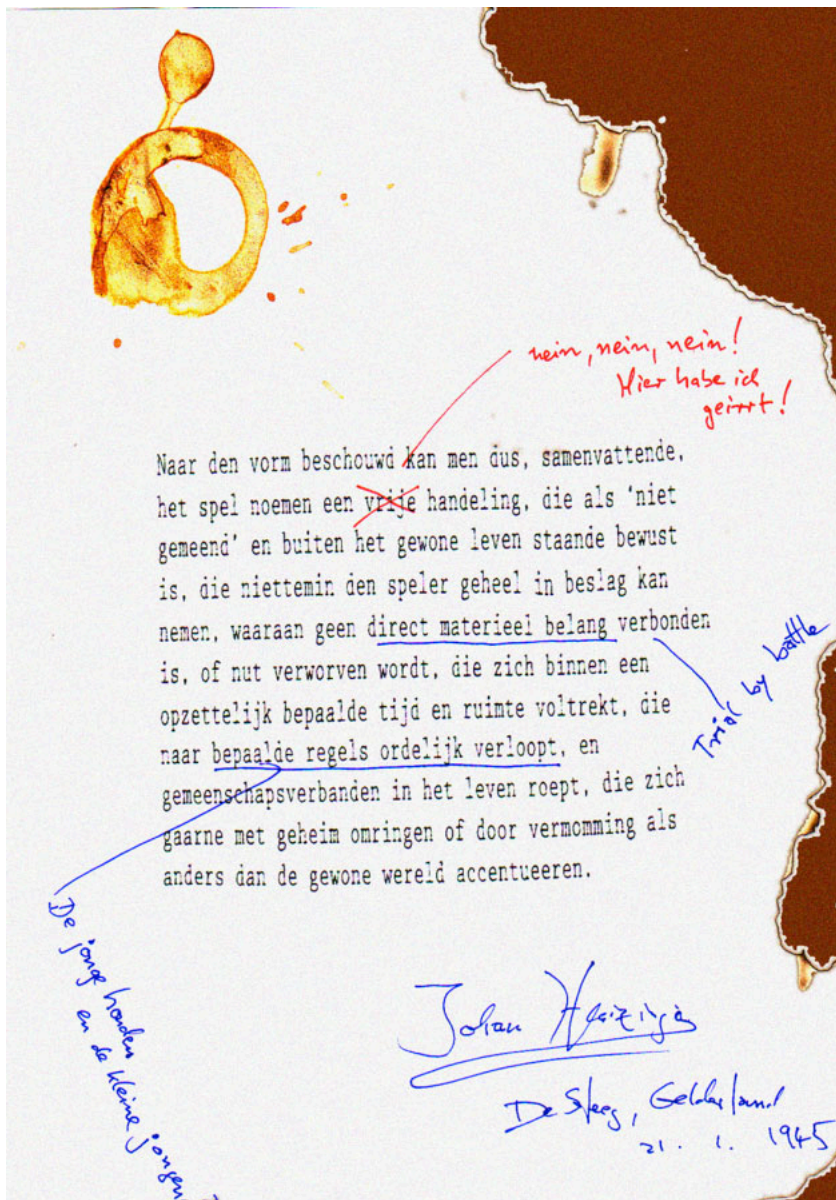 nein, nein, nein!
Hier habe ich
geirrt!
Naar den vorm beschouwd kan men dus, samenvattende,
het spel noemen een vrije handeling, die als 'niet
gemeend' en buiten het gewone leven staande bewust
is, die niettemin den speler geheel in beslag kan
nemen, waaraan geen direct materieel belang verbonden
is, of nut verworven wordt, die zich binnen een
opzettelijk bepaalde tijd en ruimte voltrekt, die
naar bepaalde regels ordelijk verloopt, en
gemeenschapsverbanden in het leven roept, die zich
gaarne met geheim omringen of door vermomming als
anders dan de gewone wereld accentueeren.
Trial by battle
De jonge honden
en de kleine jongen
Johan Huizinga
De Steeg, Gelderland
21. 1. 1945